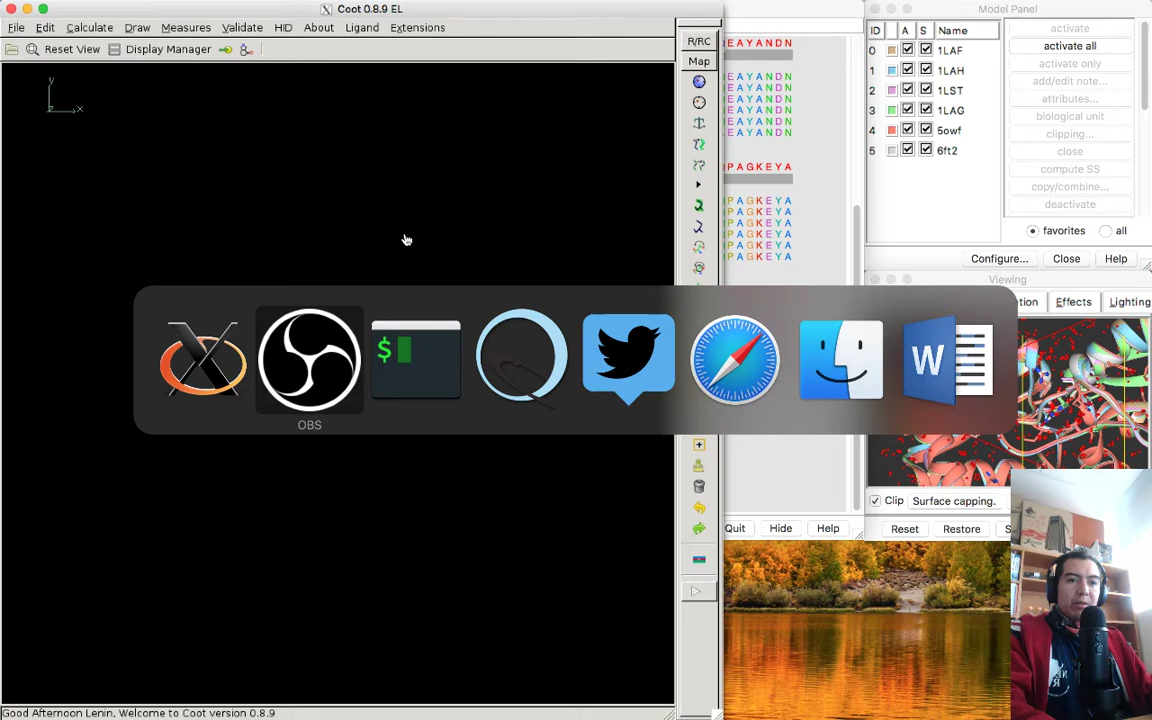 Coot 0.8.9 EL
File Edit Calculate Draw Measures Validate HID About Ligand Extensions
Reset View Display Manager
R/RC
Map
y
x
z
EAYANDN
EAYANDN
EAYANDN
EAYANDN
EAYANDN
EAYANDN
EAYANDN
PAGKEYA
PAGKEYA
PAGKEYA
PAGKEYA
PAGKEYA
PAGKEYA
PAGKEYA
Quit Hide Help
Model Panel
ID A S Name
0 1LAF
1 1LAH
2 1LST
3 1LAG
4 5owf
5 6ft2
activate
activate all
activate only
add/edit note...
attributes...
biological unit
clipping...
close
compute SS
copy/combine...
deactivate
favorites all
Configure... Close Help
Viewing
Effects Lighting
Clip Surface capping.
Reset Restore
$
W
OBS
Good Afternoon Lenin, Welcome to Coot version 0.8.9